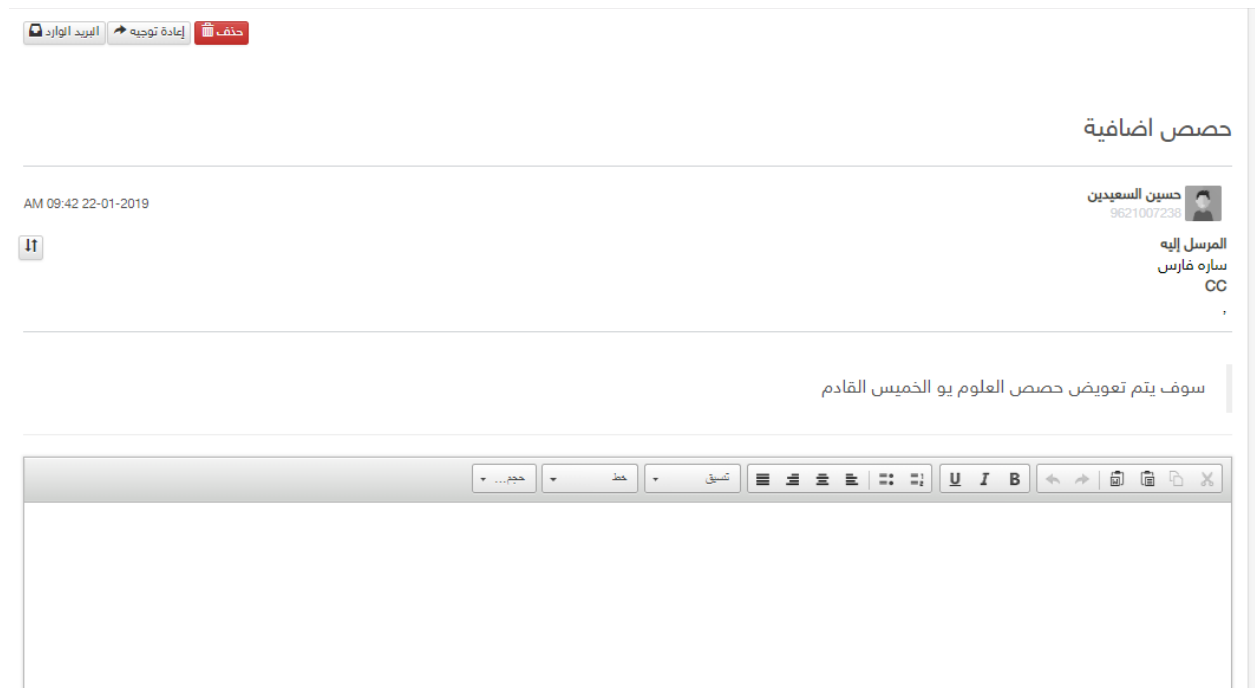 حذف
إعادة توجيه
البريد الوارد
حصص اضافية
حسين السعيدين
9621007238
AM 09:42 22-01-2019
المرسل إليه
ساره فارس
CC
,
سوف يتم تعويض حصص العلوم يو الخميس القادم
B I U
تنسيق
خط
حجم...